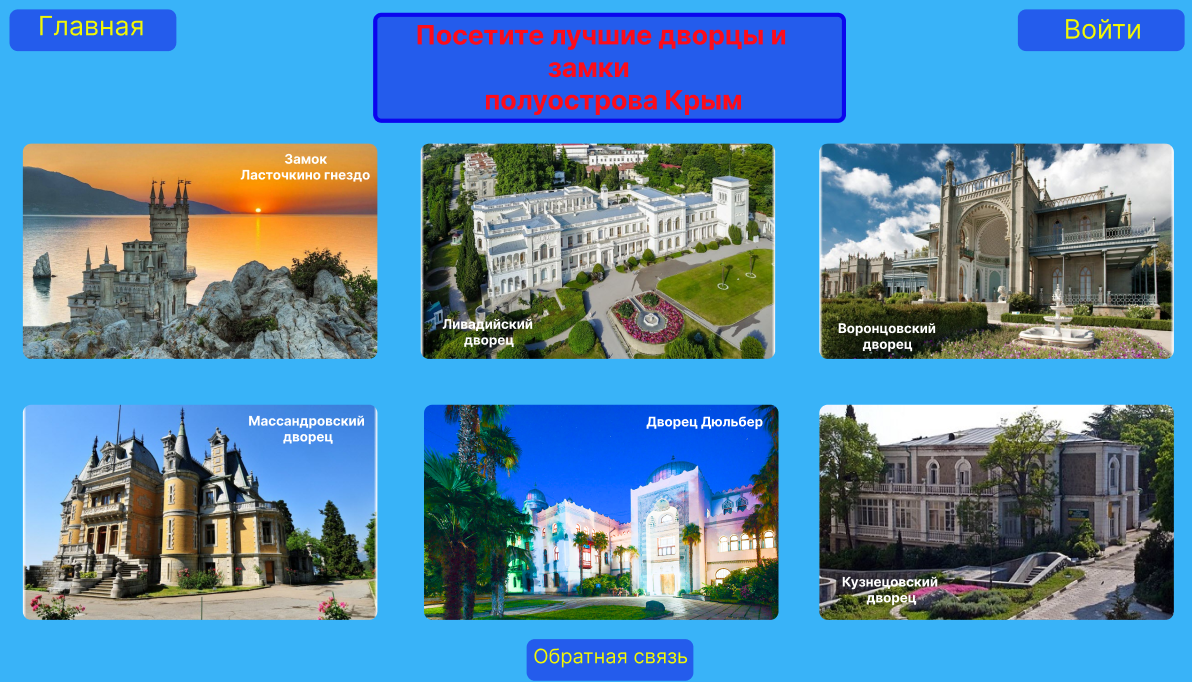 Главная
Посетите лучшие дворцы и
замки
полуострова Крым
Войти
Замок
Ласточкино гнездо
Ливадийский
дворец
Воронцовский
дворец
Массандровский
дворец
Дворец Дюльбер
Кузнецовский
дворец
Обратная связь